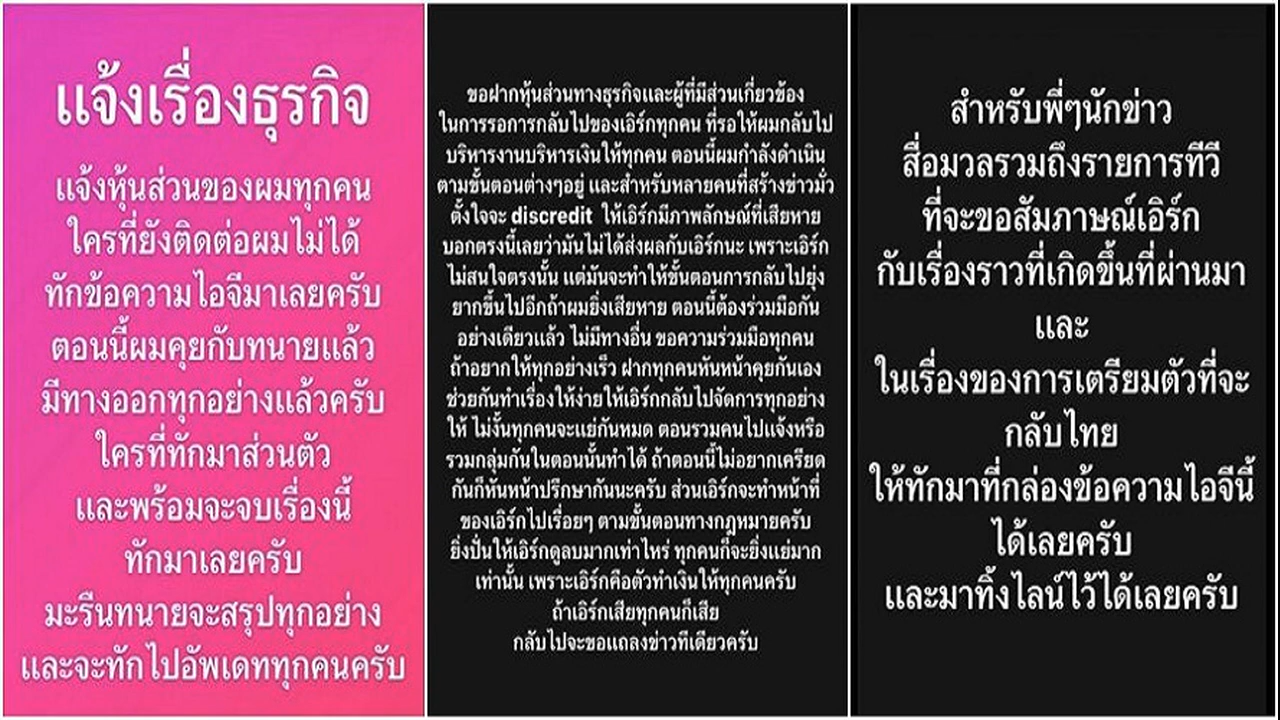 แจ้งเรื่องธุรกิจ
แจ้งหุ้นส่วนของผมทุกคน
ใครที่ยังติดต่อผมไม่ได้
ทักข้อความไอจีมาเลยครับ
ตอนนี้ผมคุยกับทนายแล้ว
มีทางออกทุกอย่างแล้วครับ
ใครที่ทักมาส่วนตัว
และพร้อมจะจบเรื่องนี้
ทักมาเลยครับ
มะรืนทนายจะสรุปทุกอย่าง
และจะทักไปอัพเดททุกคนครับ
ขอฝากหุ้นส่วนทางธุรกิจและผู้ที่มีส่วนเกี่ยวข้อง
ในการรอการกลับไปของเอิร์กทุกคน ที่รอให้ผมกลับไป
บริหารงานบริหารเงินให้ทุกคน ตอนนี้ผมกำลังดำเนิน
ตามขั้นตอนต่างๆอยู่ และสำหรับหลายคนที่สร้างข่าวมั่ว
ตั้งใจจะ discredit ให้เอิร์กมีภาพลักษณ์ที่เสียหาย
บอกตรงนี้เลยว่ามันไม่ได้ส่งผลกับเอิร์กนะ เพราะเอิร์ก
ไม่สนใจตรงนั้น แต่มันจะทำให้ขั้นตอนการกลับไปยุ่ง
ยากขึ้นไปอีกถ้าผมยิ่งเสียหาย ตอนนี้ต้องร่วมมือกัน
อย่างเดียวแล้ว ไม่มีทางอื่น ขอความร่วมมือทุกคน
ถ้าอยากให้ทุกอย่างเร็ว ฝากทุกคนหันหน้าคุยกันเอง
ช่วยกันทำเรื่องให้ง่ายให้เอิร์กกลับไปจัดการทุกอย่าง
ให้ ไม่งั้นทุกคนจะแย่กันหมด ตอนรวมคนไปแจ้งหรือ
รวมกลุ่มกันในตอนนั้นทำได้ ถ้าตอนนี้ไม่อยากเครียด
กันก็หันหน้าปรึกษากันนะครับ ส่วนเอิร์กจะทำหน้าที่
ของเอิร์กไปเรื่อยๆ ตามขั้นตอนทางกฎหมายครับ
ยิ่งปั่นให้เอิร์กดูลบมากเท่าไหร่ ทุกคนก็จะยิ่งแย่มาก
เท่านั้น เพราะเอิร์กคือตัวทำเงินให้ทุกคนครับ
ถ้าเอิร์กเสียทุกคนก็เสีย
กลับไปจะขอแถลงข่าวทีเดียวครับ
สำหรับพี่ๆนักข่าว
สื่อมวลรวมถึงรายการทีวี
ที่จะขอสัมภาษณ์เอิร์ก
กับเรื่องราวที่เกิดขึ้นที่ผ่านมา
และ
ในเรื่องของการเตรียมตัวที่จะ
กลับไทย
ให้ทักมาที่กล่องข้อความไอจีนี้
ได้เลยครับ
และมาทิ้งไลน์ไว้ได้เลยครับ